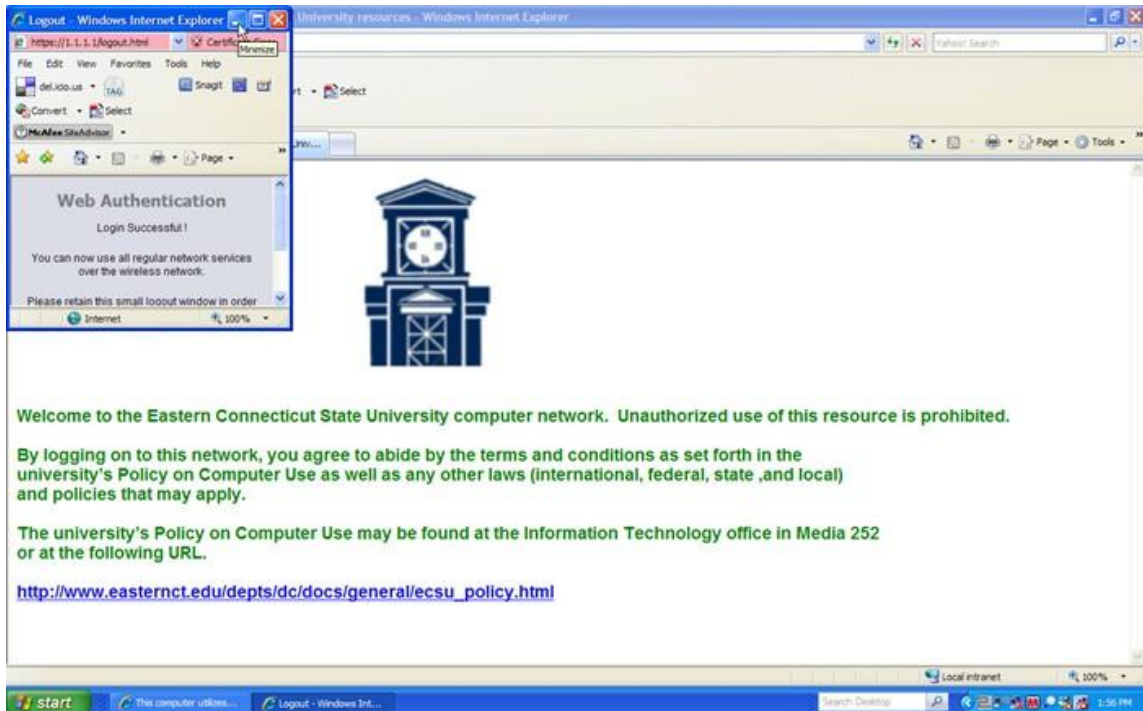 Logout - Windows Internet Explorer
University resources - Windows Internet Explorer
https://1.1.1.1/logout.html
Minimize
Yahoo! Search
File Edit View Favorites Tools Help
del.icio.us TAG Snagit
Convert Select
Select
McAfee SiteAdvisor
Page
Page Tools
Web Authentication
Login Successful !
You can now use all regular network services
over the wireless network.
Please retain this small logout window in order
Internet 100%
Welcome to the Eastern Connecticut State University computer network. Unauthorized use of this resource is prohibited.
By logging on to this network, you agree to abide by the terms and conditions as set forth in the
university's Policy on Computer Use as well as any other laws (international, federal, state ,and local)
and policies that may apply.
The university's Policy on Computer Use may be found at the Information Technology office in Media 252
or at the following URL.
http://www.easternct.edu/depts/dc/docs/general/ecsu_policy.html
Local intranet 100%
start This computer utilizes... Logout - Windows Int... Search Desktop 1:56 PM